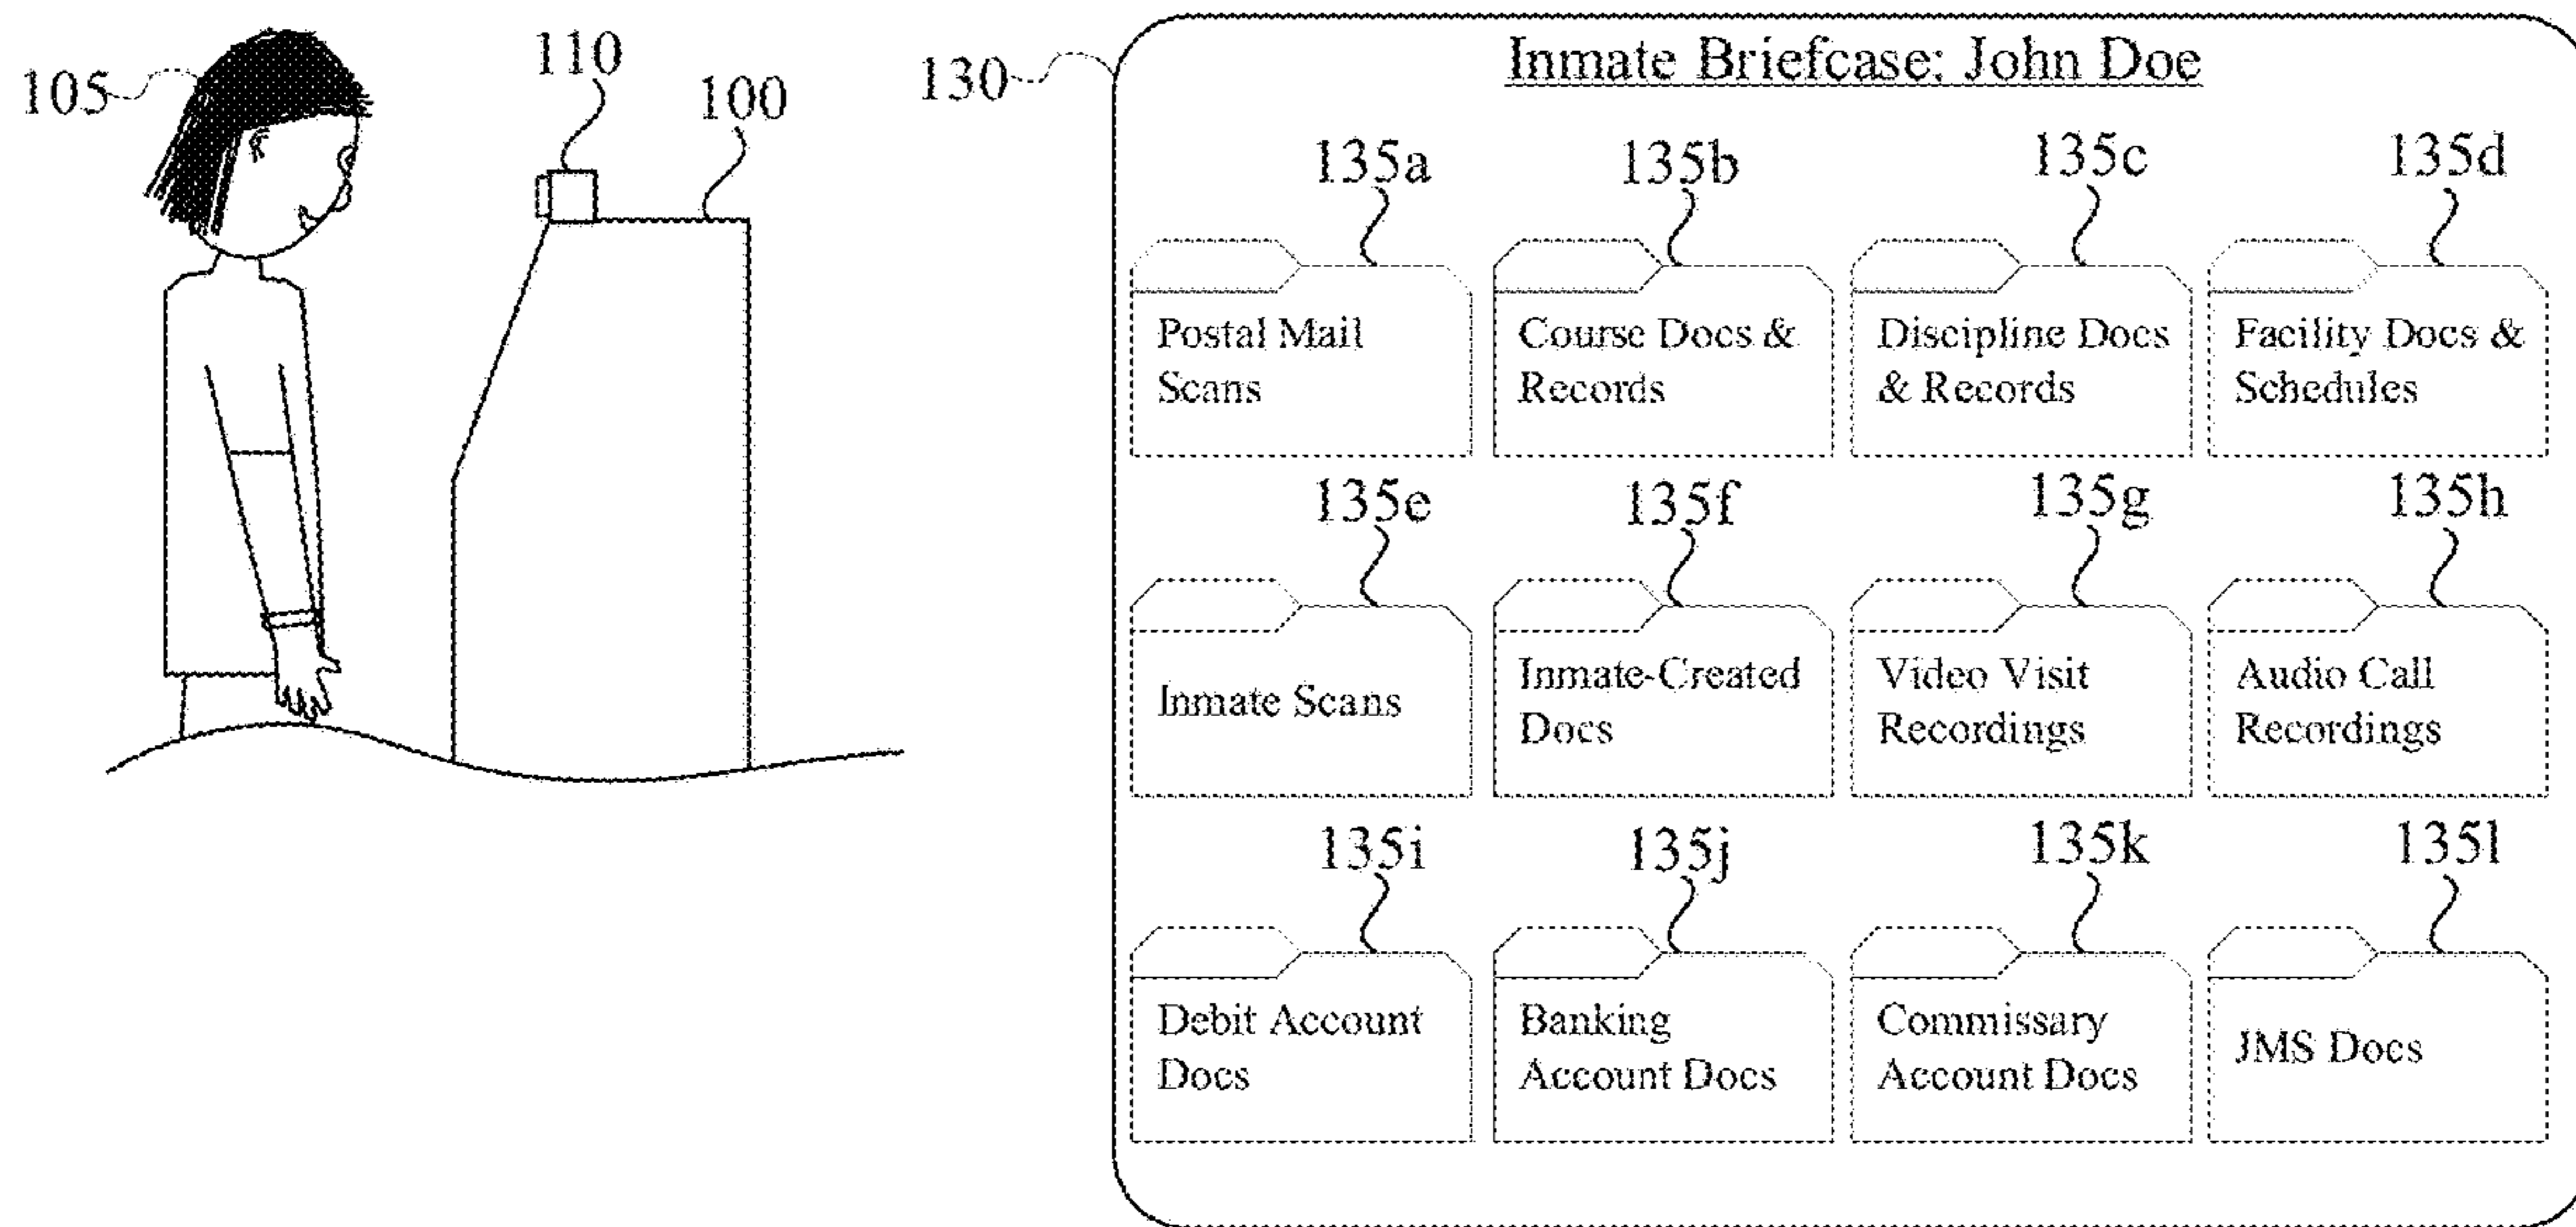 105
110
100
130
Inmate Briefcase: John Doe
135a
135b
135c
135d
Postal Mail
Scans
Course Docs &
Records
Discipline Docs
& Records
Facility Docs &
Schedules
135e
135f
135g
135h
Inmate Scans
Inmate-Created
Docs
Video Visit
Recordings
Audio Call
Recordings
135i
135j
135k
135l
Debit Account
Docs
Banking
Account Docs
Commissary
Account Docs
JMS Docs